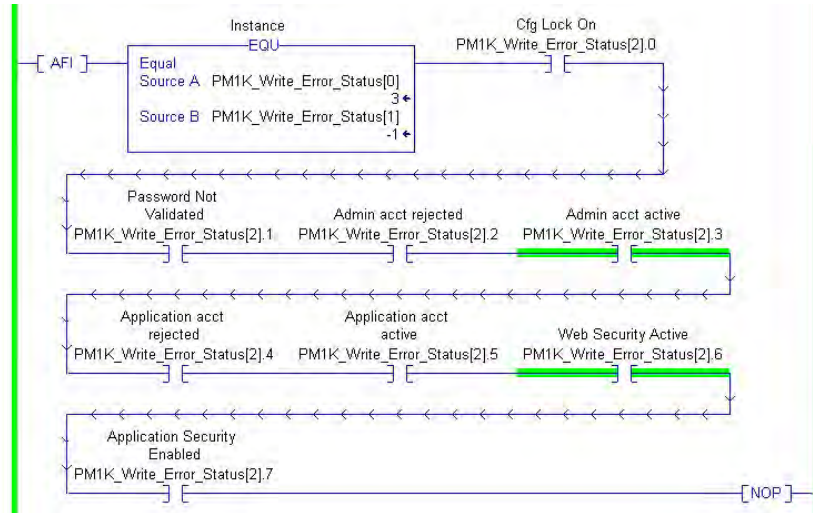 Instance
EQU
Cfg Lock On
PM1K_Write_Error_Status[2].0
AFI
Equal
Source A PM1K_Write_Error_Status[0]
3
Source B PM1K_Write_Error_Status[1]
-1
Password Not
Validated
PM1K_Write_Error_Status[2].1
Admin acct rejected
PM1K_Write_Error_Status[2].2
Admin acct active
PM1K_Write_Error_Status[2].3
Application acct
rejected
PM1K_Write_Error_Status[2].4
Application acct
active
PM1K_Write_Error_Status[2].5
Web Security Active
PM1K_Write_Error_Status[2].6
Application Security
Enabled
PM1K_Write_Error_Status[2].7
NOP